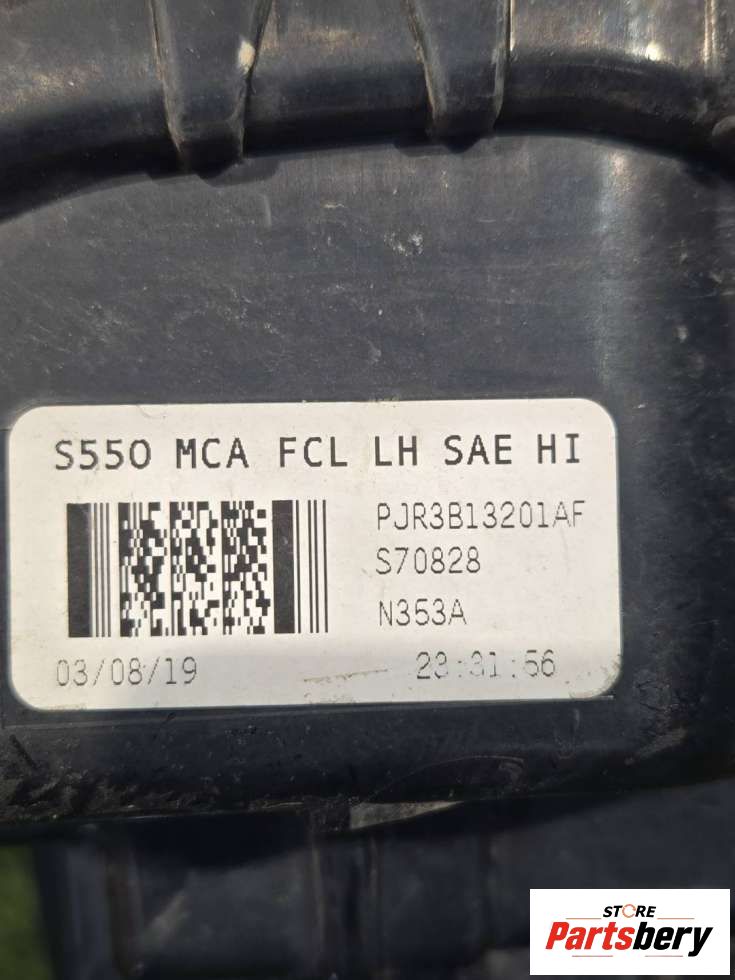 S550 MCA FCL LH SAE HI
PJR3B13201AF
S70828
N353A
03/08/19 23:31:56
STORE
Partsbery